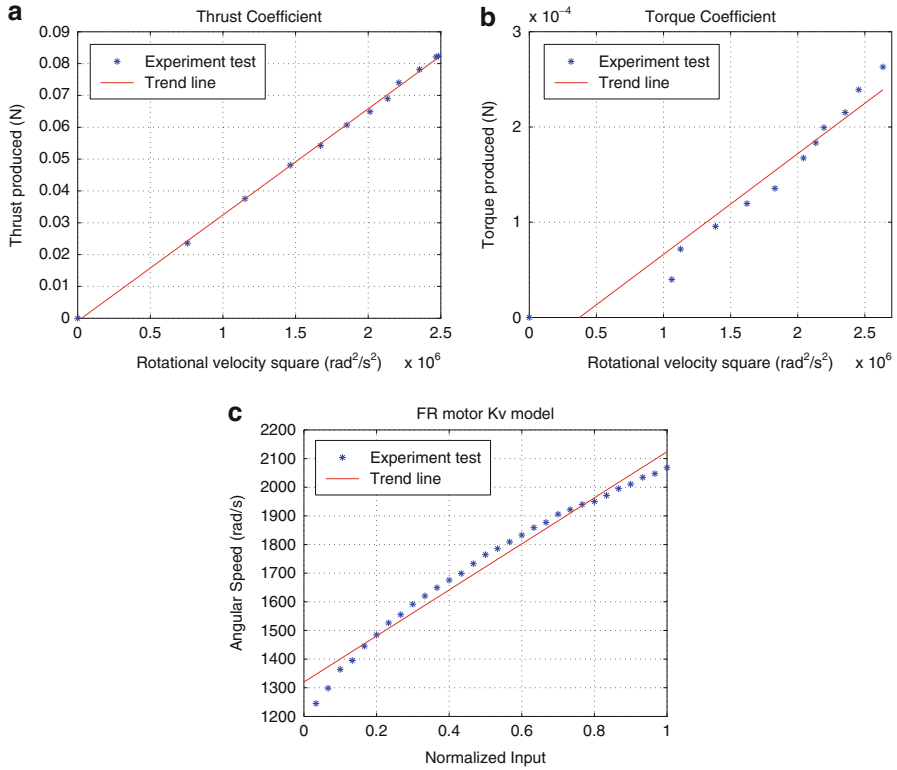 a
Thrust Coefficient
0.09
0.08
0.07
0.06
0.05
0.04
0.03
0.02
0.01
0
Thrust produced (N)
Experiment test
Trend line
0 0.5 1 1.5 2 2.5
Rotational velocity square (rad²/s²) x 10⁶
b
x 10⁻⁴ Torque Coefficient
3
2
1
0
Torque produced (N)
Experiment test
Trend line
0 0.5 1 1.5 2 2.5
Rotational velocity square (rad²/s²) x 10⁶
c
FR motor Kv model
2200
2100
2000
1900
1800
1700
1600
1500
1400
1300
1200
Angular Speed (rad/s)
Experiment test
Trend line
0 0.2 0.4 0.6 0.8 1
Normalized Input